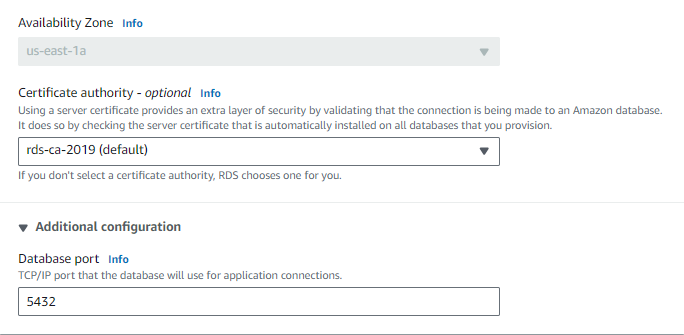 Availability Zone Info
us-east-1a
Certificate authority - optional Info
Using a server certificate provides an extra layer of security by validating that the connection is being made to an Amazon database.
It does so by checking the server certificate that is automatically installed on all databases that you provision.
rds-ca-2019 (default)
If you don't select a certificate authority, RDS chooses one for you.
Additional configuration
Database port Info
TCP/IP port that the database will use for application connections.
5432